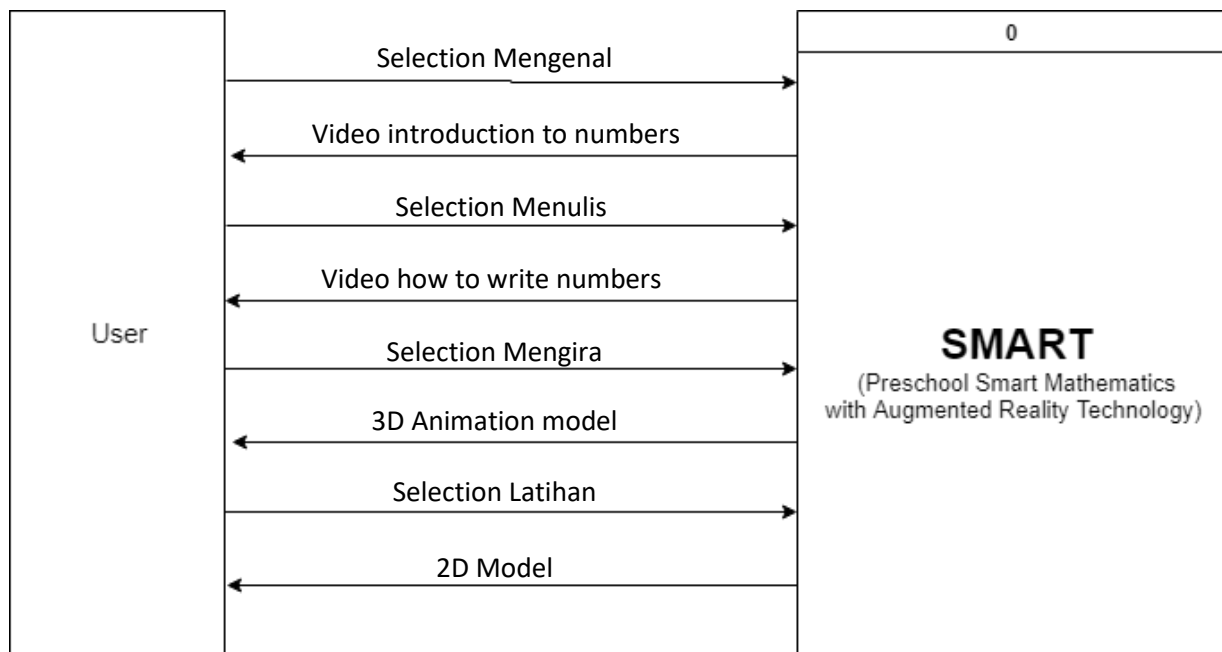 0
Selection Mengenal
Video introduction to numbers
Selection Menulis
Video how to write numbers
User
SMART
(Preschool Smart Mathematics
with Augmented Reality Technology)
Selection Mengira
3D Animation model
Selection Latihan
2D Model